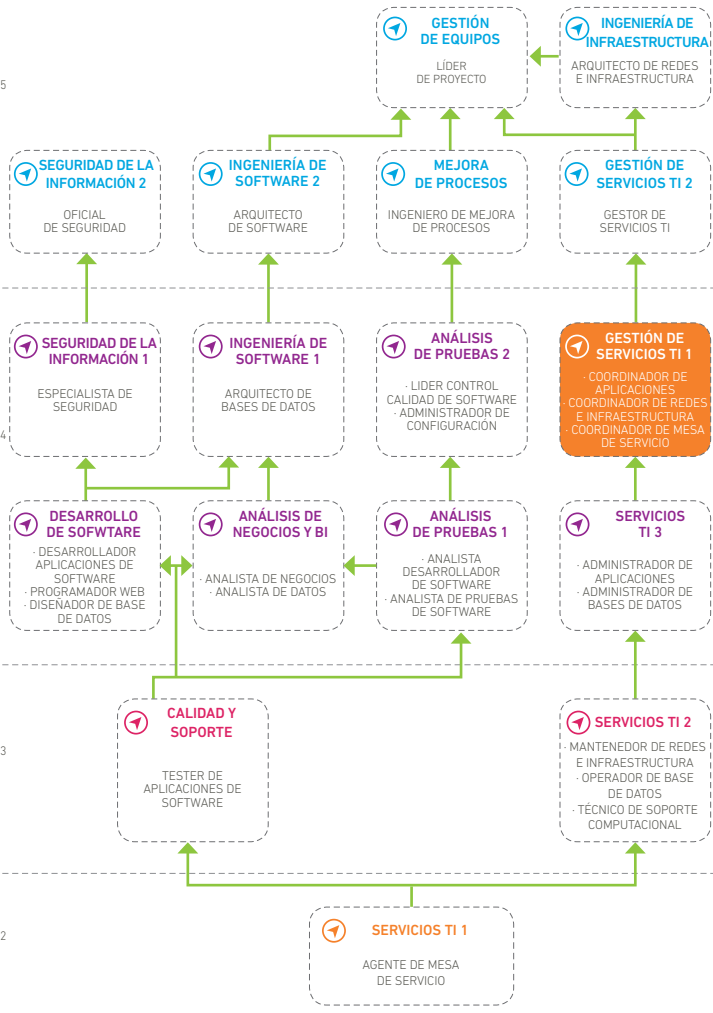 GESTIÓN
DE EQUIPOS
LÍDER
DE PROYECTO
INGENIERÍA DE
INFRAESTRUCTURA
ARQUITECTO DE REDES
E INFRAESTRUCTURA
5
SEGURIDAD DE LA
INFORMACIÓN 2
OFICIAL
DE SEGURIDAD
INGENIERÍA DE
SOFTWARE 2
ARQUITECTO
DE SOFTWARE
MEJORA
DE PROCESOS
INGENIERO DE MEJORA
DE PROCESOS
GESTIÓN DE
SERVICIOS TI 2
GESTOR DE
SERVICIOS TI
SEGURIDAD DE LA
INFORMACIÓN 1
ESPECIALISTA DE
SEGURIDAD
INGENIERÍA DE
SOFTWARE 1
ARQUITECTO DE
BASES DE DATOS
ANÁLISIS
DE PRUEBAS 2
· LIDER CONTROL
CALIDAD DE SOFTWARE
· ADMINISTRADOR DE
CONFIGURACIÓN
GESTIÓN DE
SERVICIOS TI 1
· COORDINADOR DE
APLICACIONES
· COORDINADOR DE REDES
E INFRAESTRUCTURA
· COORDINADOR DE MESA
DE SERVICIO
4
DESARROLLO
DE SOFWTARE
· DESARROLLADOR
APLICACIONES DE
SOFTWARE
· PROGRAMADOR WEB
· DISEÑADOR DE BASE
DE DATOS
ANÁLISIS DE
NEGOCIOS Y BI
· ANALISTA DE NEGOCIOS
· ANALISTA DE DATOS
ANÁLISIS
DE PRUEBAS 1
· ANALISTA
DESARROLLADOR
DE SOFTWARE
· ANALISTA DE PRUEBAS
DE SOFTWARE
SERVICIOS
TI 3
· ADMINISTRADOR DE
APLICACIONES
· ADMINISTRADOR DE
BASES DE DATOS
CALIDAD Y
SOPORTE
TESTER DE
APLICACIONES DE
SOFTWARE
SERVICIOS TI 2
· MANTENEDOR DE REDES
E INFRAESTRUCTURA
· OPERADOR DE BASE
DE DATOS
· TÉCNICO DE SOPORTE
COMPUTACIONAL
3
SERVICIOS TI 1
AGENTE DE MESA
DE SERVICIO
2